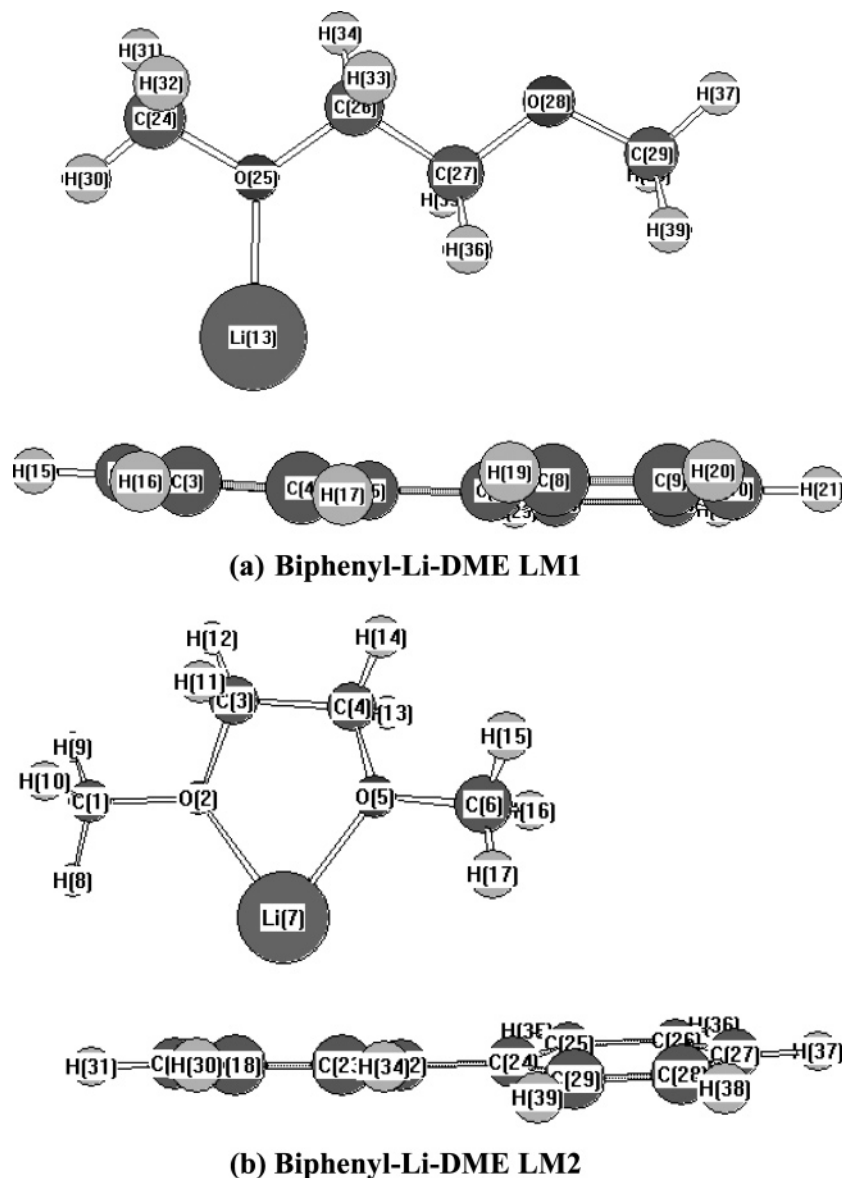 H(34)
H(31)
H(32)
H(33)
H(37)
O(28)
C(26)
C(24)
C(29)
H(30)
O(25)
C(27)
H(39)
H(36)
Li(13)
H(15)
H(16)
C(3)
H(17)
H(19)
C(8)
C(9)
H(20)
H(21)
(a) Biphenyl-Li-DME LM1
H(12)
H(14)
H(11)
C(3)
C(4)
H(13)
H(15)
H(9)
H(10)
C(1)
O(2)
O(5)
C(6)
H(16)
H(8)
H(17)
Li(7)
H(36)
C(25)
C(26)
C(27)
H(37)
H(31)
H(30)
H(34)
C(24)
C(29)
C(28)
H(38)
H(39)
(b) Biphenyl-Li-DME LM2